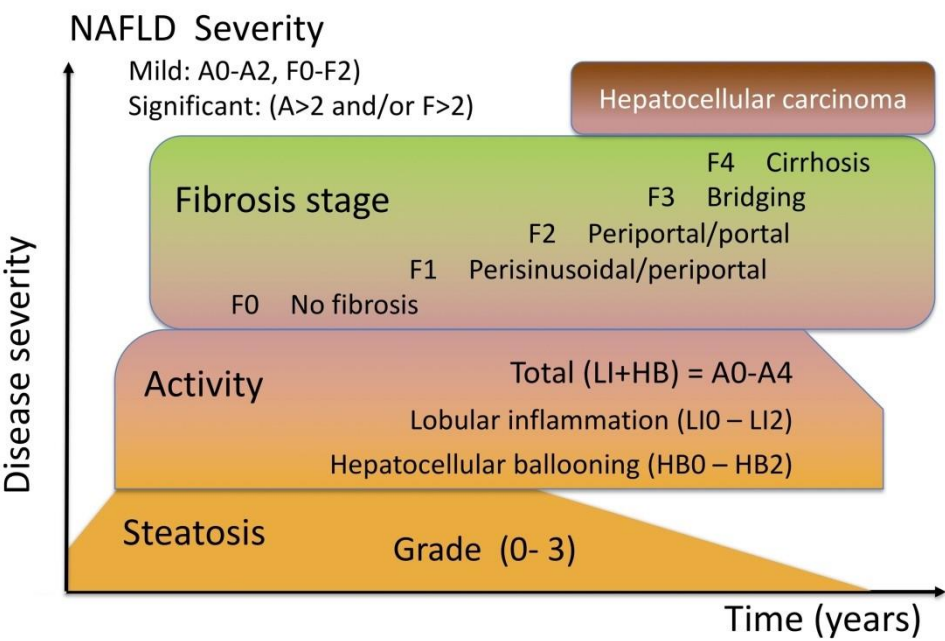 NAFLD Severity
Mild: A0-A2, F0-F2)
Significant: (A>2 and/or F>2)
Hepatocellular carcinoma
Fibrosis stage
F4 Cirrhosis
F3 Bridging
F2 Periportal/portal
F1 Perisinusoidal/periportal
F0 No fibrosis
Activity
Total (LI+HB) = A0-A4
Lobular inflammation (LI0 – LI2)
Hepatocellular ballooning (HB0 – HB2)
Steatosis
Grade (0- 3)
Disease severity
Time (years)